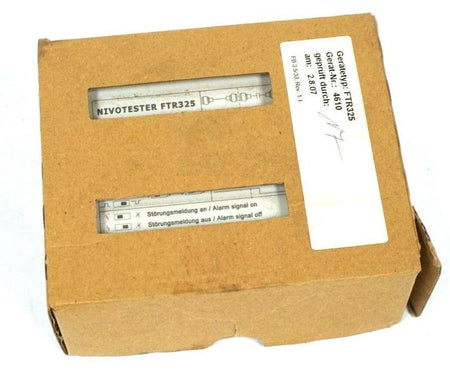 NIVOTESTER FTR325
Störungsmeldung an / Alarm signal on
Störungsmeldung aus / Alarm signal off
Gerätetyp: FTR325
Gerät-Nr.: 4610
geprüft durch:
am: 2.8.07